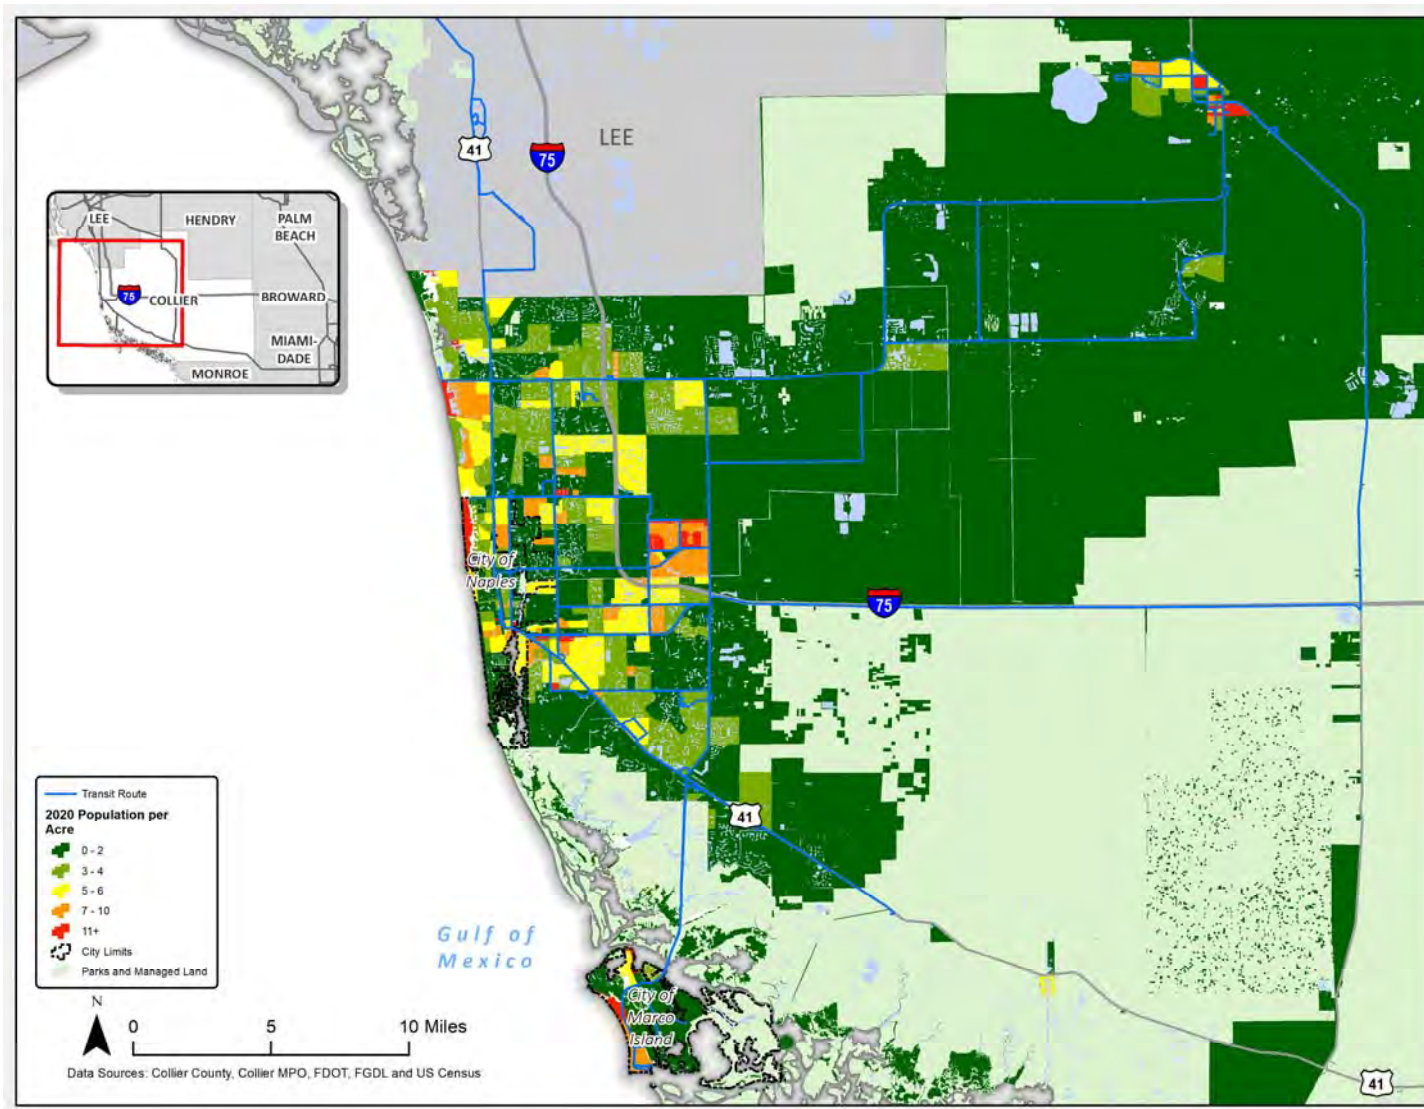 41
75
LEE
LEE
HENDRY
PALM
BEACH
75
COLLIER
BROWARD
MIAMI-
DADE
MONROE
City of
Naples
75
Transit Route
2020 Population per
Acre
0 - 2
3 - 4
5 - 6
7 - 10
11+
City Limits
Parks and Managed Land
41
Gulf of
Mexico
City of
Marco
Island
N
0 5 10 Miles
Data Sources: Collier County, Collier MPO, FDOT, FGDL and US Census
41